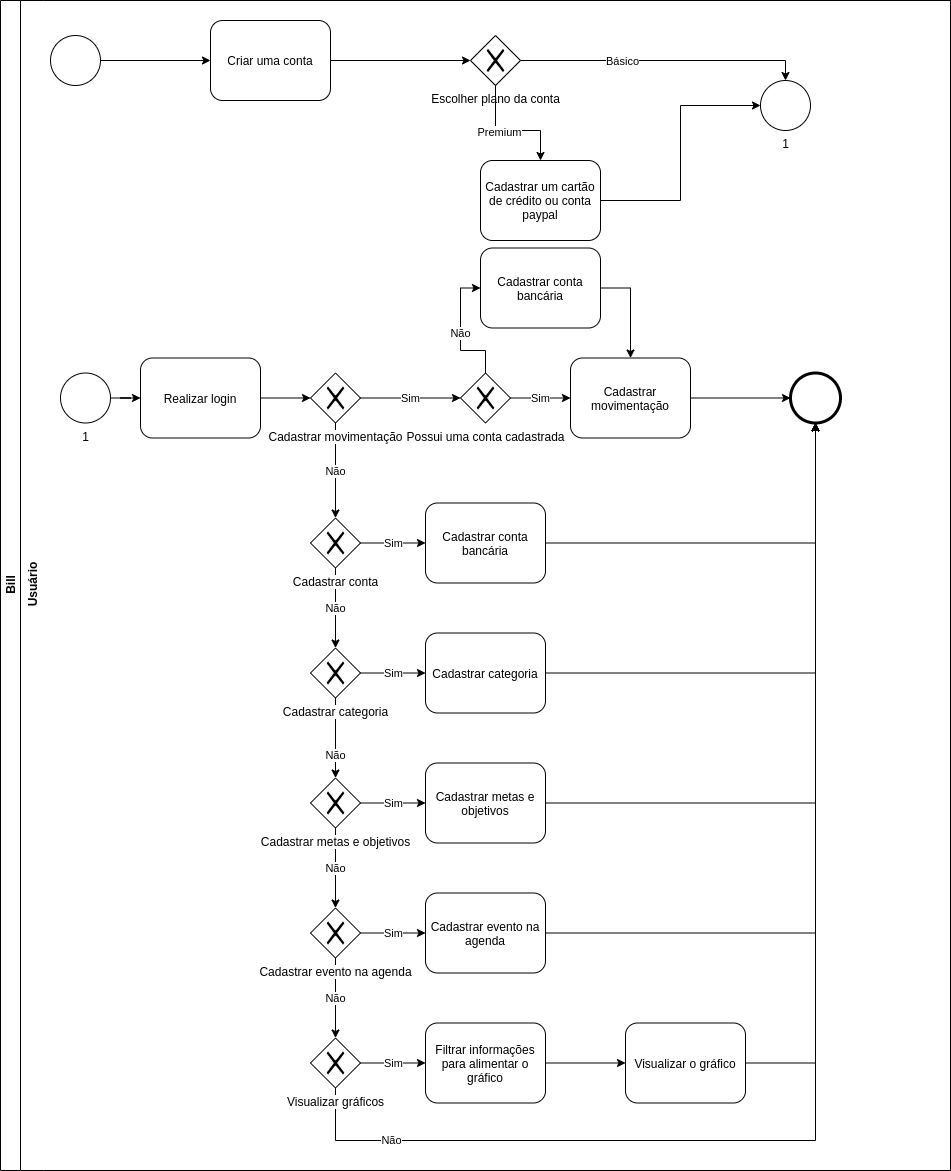 Bill
Usuário
Criar uma conta
Escolher plano da conta
Básico
1
Premium
Cadastrar um cartão
de crédito ou conta
paypal
Cadastrar conta
bancária
Não
1
Realizar login
Cadastrar movimentação
Sim
Possui uma conta cadastrada
Sim
Cadastrar
movimentação
Não
Cadastrar conta
Sim
Cadastrar conta
bancária
Não
Cadastrar categoria
Sim
Cadastrar categoria
Não
Cadastrar metas e objetivos
Sim
Cadastrar metas e
objetivos
Não
Cadastrar evento na agenda
Sim
Cadastrar evento na
agenda
Não
Visualizar gráficos
Sim
Filtrar informações
para alimentar o
gráfico
Visualizar o gráfico
Não